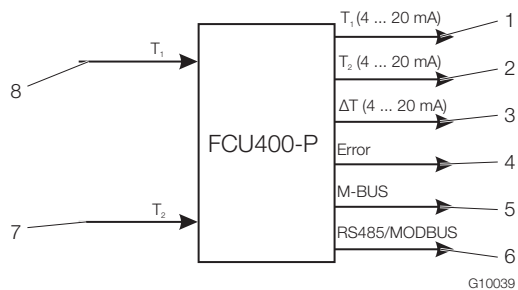 T₁ (4 ... 20 mA) 1
T₁
8
T₂ (4 ... 20 mA) 2
ΔT (4 ... 20 mA) 3
FCU400-P
Error 4
M-BUS 5
T₂
7
RS485/MODBUS 6
G10039